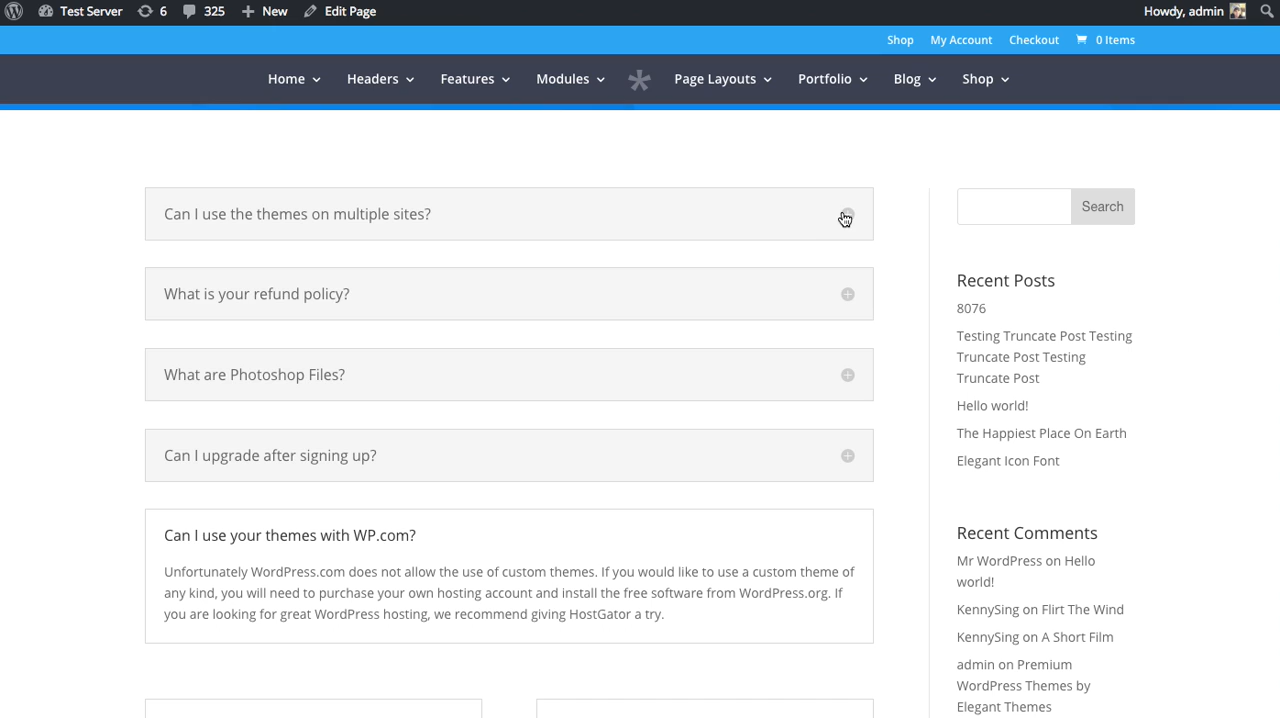 Test Server 6 325 New Edit Page Howdy, admin
Shop My Account Checkout 0 Items
Home Headers Features Modules Page Layouts Portfolio Blog Shop
Can I use the themes on multiple sites?
What is your refund policy?
What are Photoshop Files?
Can I upgrade after signing up?
Can I use your themes with WP.com?
Unfortunately WordPress.com does not allow the use of custom themes. If you would like to use a custom theme of
any kind, you will need to purchase your own hosting account and install the free software from WordPress.org. If
you are looking for great WordPress hosting, we recommend giving HostGator a try.
Search
Recent Posts
8076
Testing Truncate Post Testing
Truncate Post Testing
Truncate Post
Hello world!
The Happiest Place On Earth
Elegant Icon Font
Recent Comments
Mr WordPress on Hello
world!
KennySing on Flirt The Wind
KennySing on A Short Film
admin on Premium
WordPress Themes by
Elegant Themes